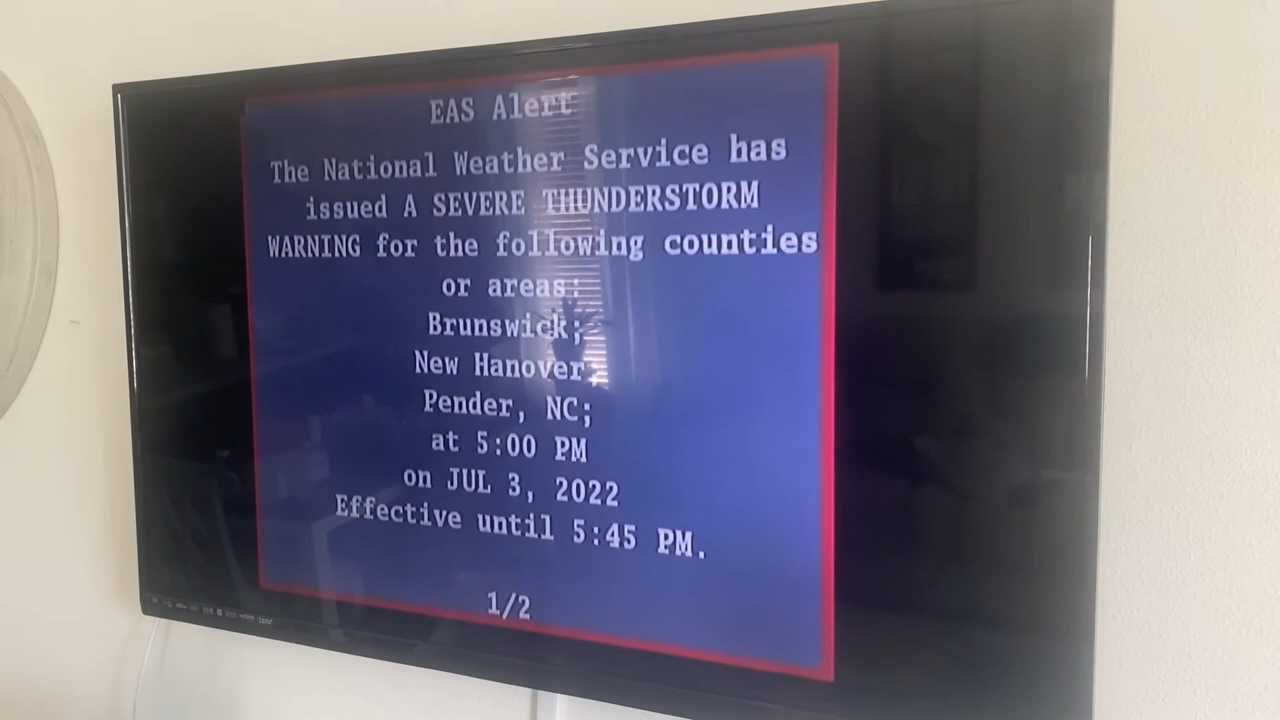 EAS Alert
The National Weather Service has
issued A SEVERE THUNDERSTORM
WARNING for the following counties
or areas:
Brunswick;
New Hanover;
Pender, NC;
at 5:00 PM
on JUL 3, 2022
Effective until 5:45 PM.
1/2